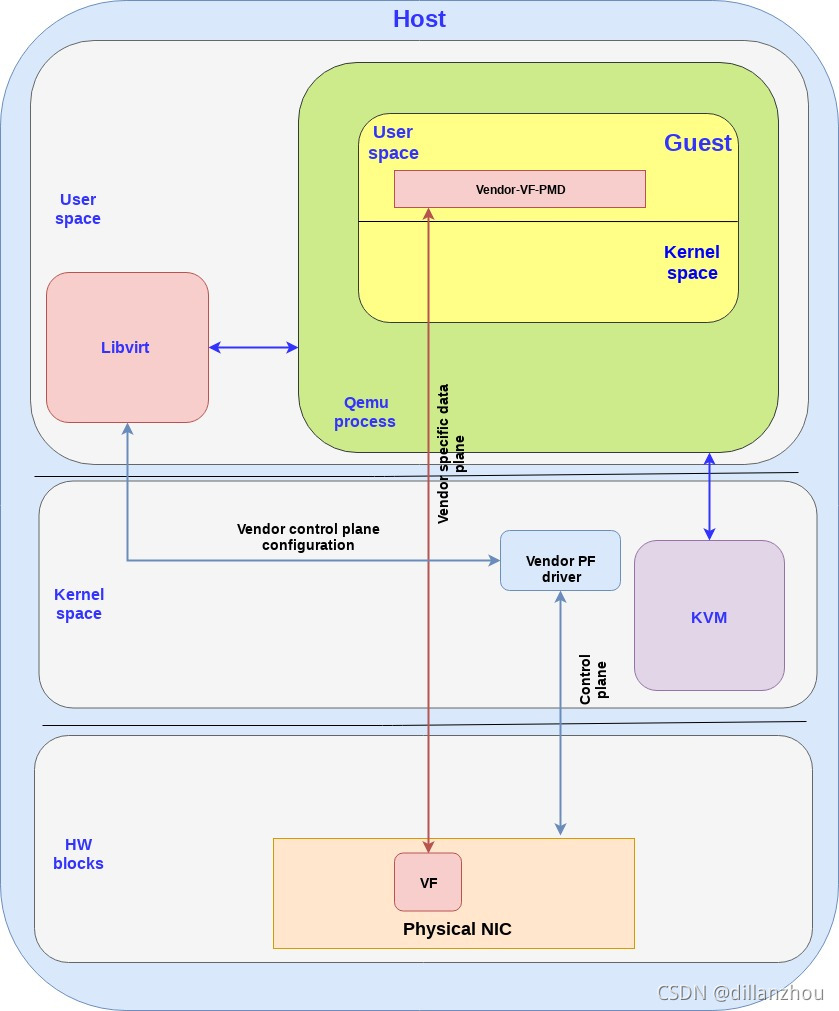 Host
User
space
Guest
Vendor-VF-PMD
User
space
Kernel
space
Libvirt
Qemu
process
Vendor specific data
plane
Vendor control plane
configuration
Vendor PF
driver
Kernel
space
KVM
Control
plane
HW
blocks
VF
Physical NIC
CSDN @dillanzhou